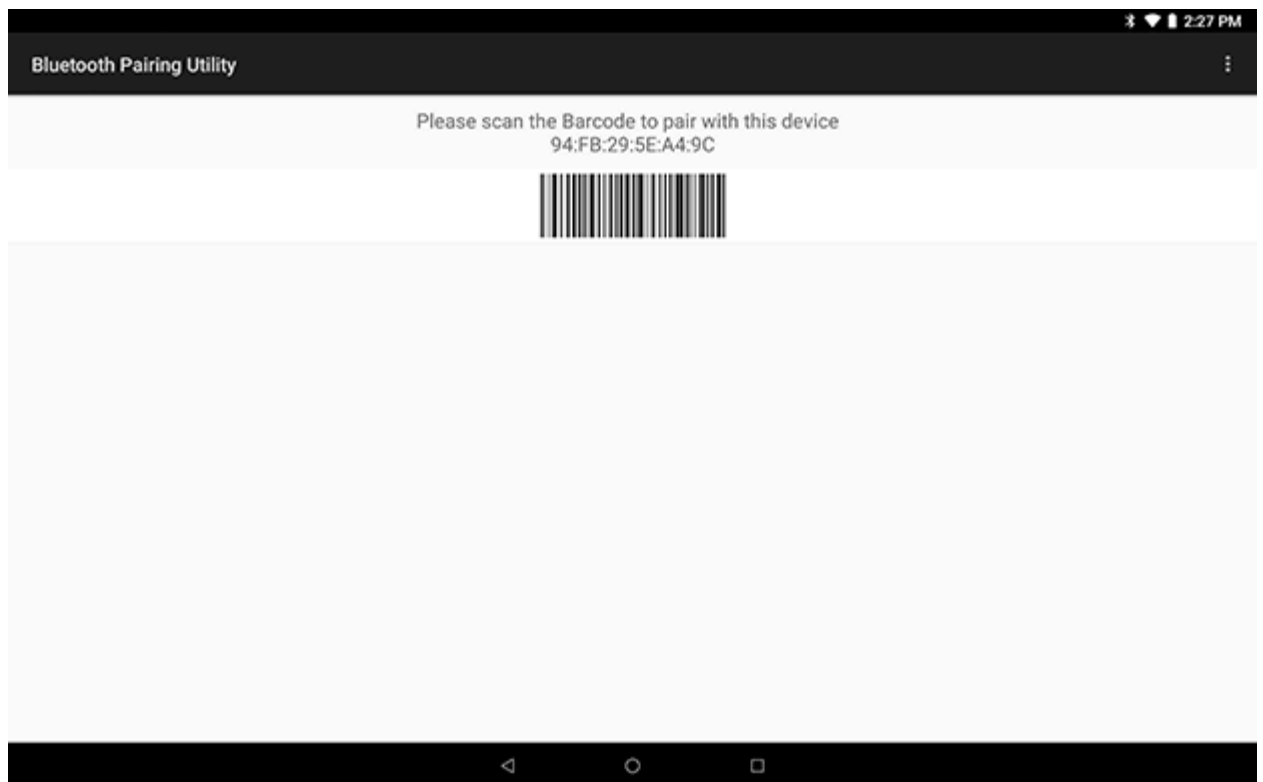 2:27 PM
Bluetooth Pairing Utility
Please scan the Barcode to pair with this device
94:FB:29:5E:A4:9C